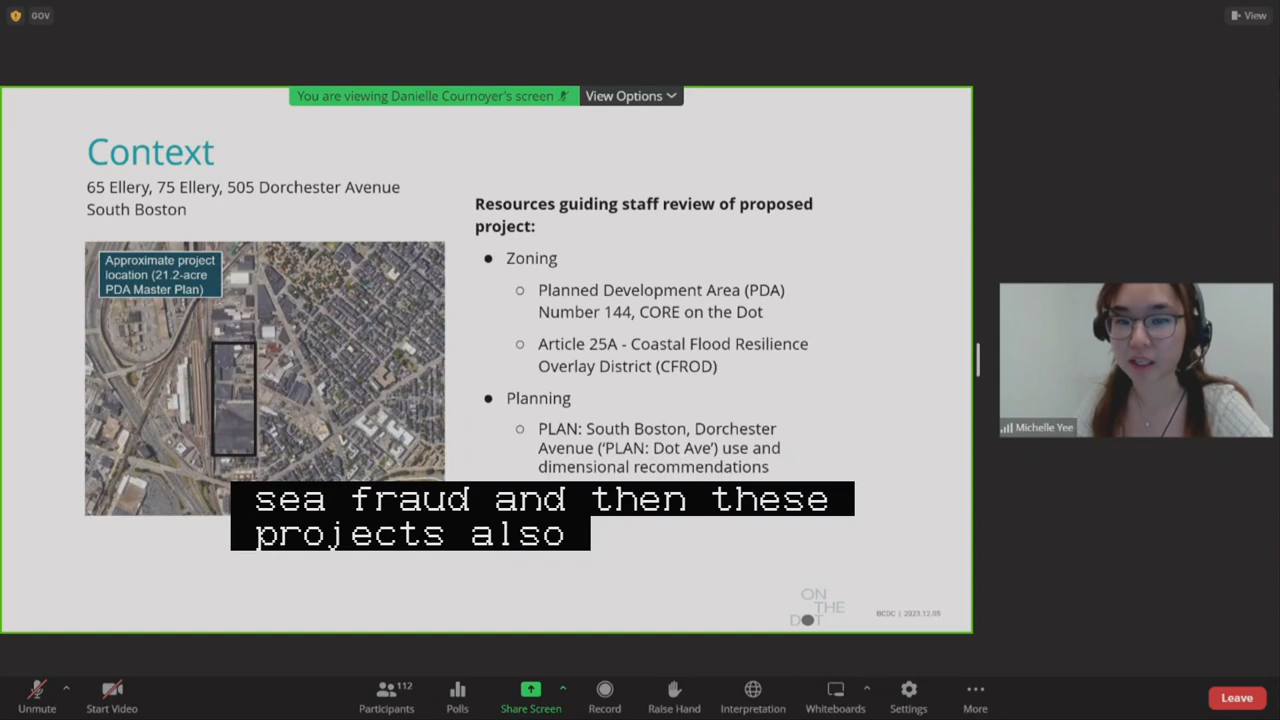 GOV
View
You are viewing Danielle Cournoyer's screen
View Options
Context
65 Ellery, 75 Ellery, 505 Dorchester Avenue
South Boston
Approximate project
location (21.2-acre
PDA Master Plan)
Resources guiding staff review of proposed
project:
● Zoning
○ Planned Development Area (PDA)
Number 144, CORE on the Dot
○ Article 25A - Coastal Flood Resilience
Overlay District (CFROD)
● Planning
○ PLAN: South Boston, Dorchester
Avenue (‘PLAN: Dot Ave’) use and
dimensional recommendations
sea fraud and then these
projects also
ON
THE
DOT
BCDC | 2023.12.05
Michelle Yee
Unmute
Start Video
112
Participants
Polls
Share Screen
Record
Raise Hand
Interpretation
Whiteboards
Settings
More
Leave